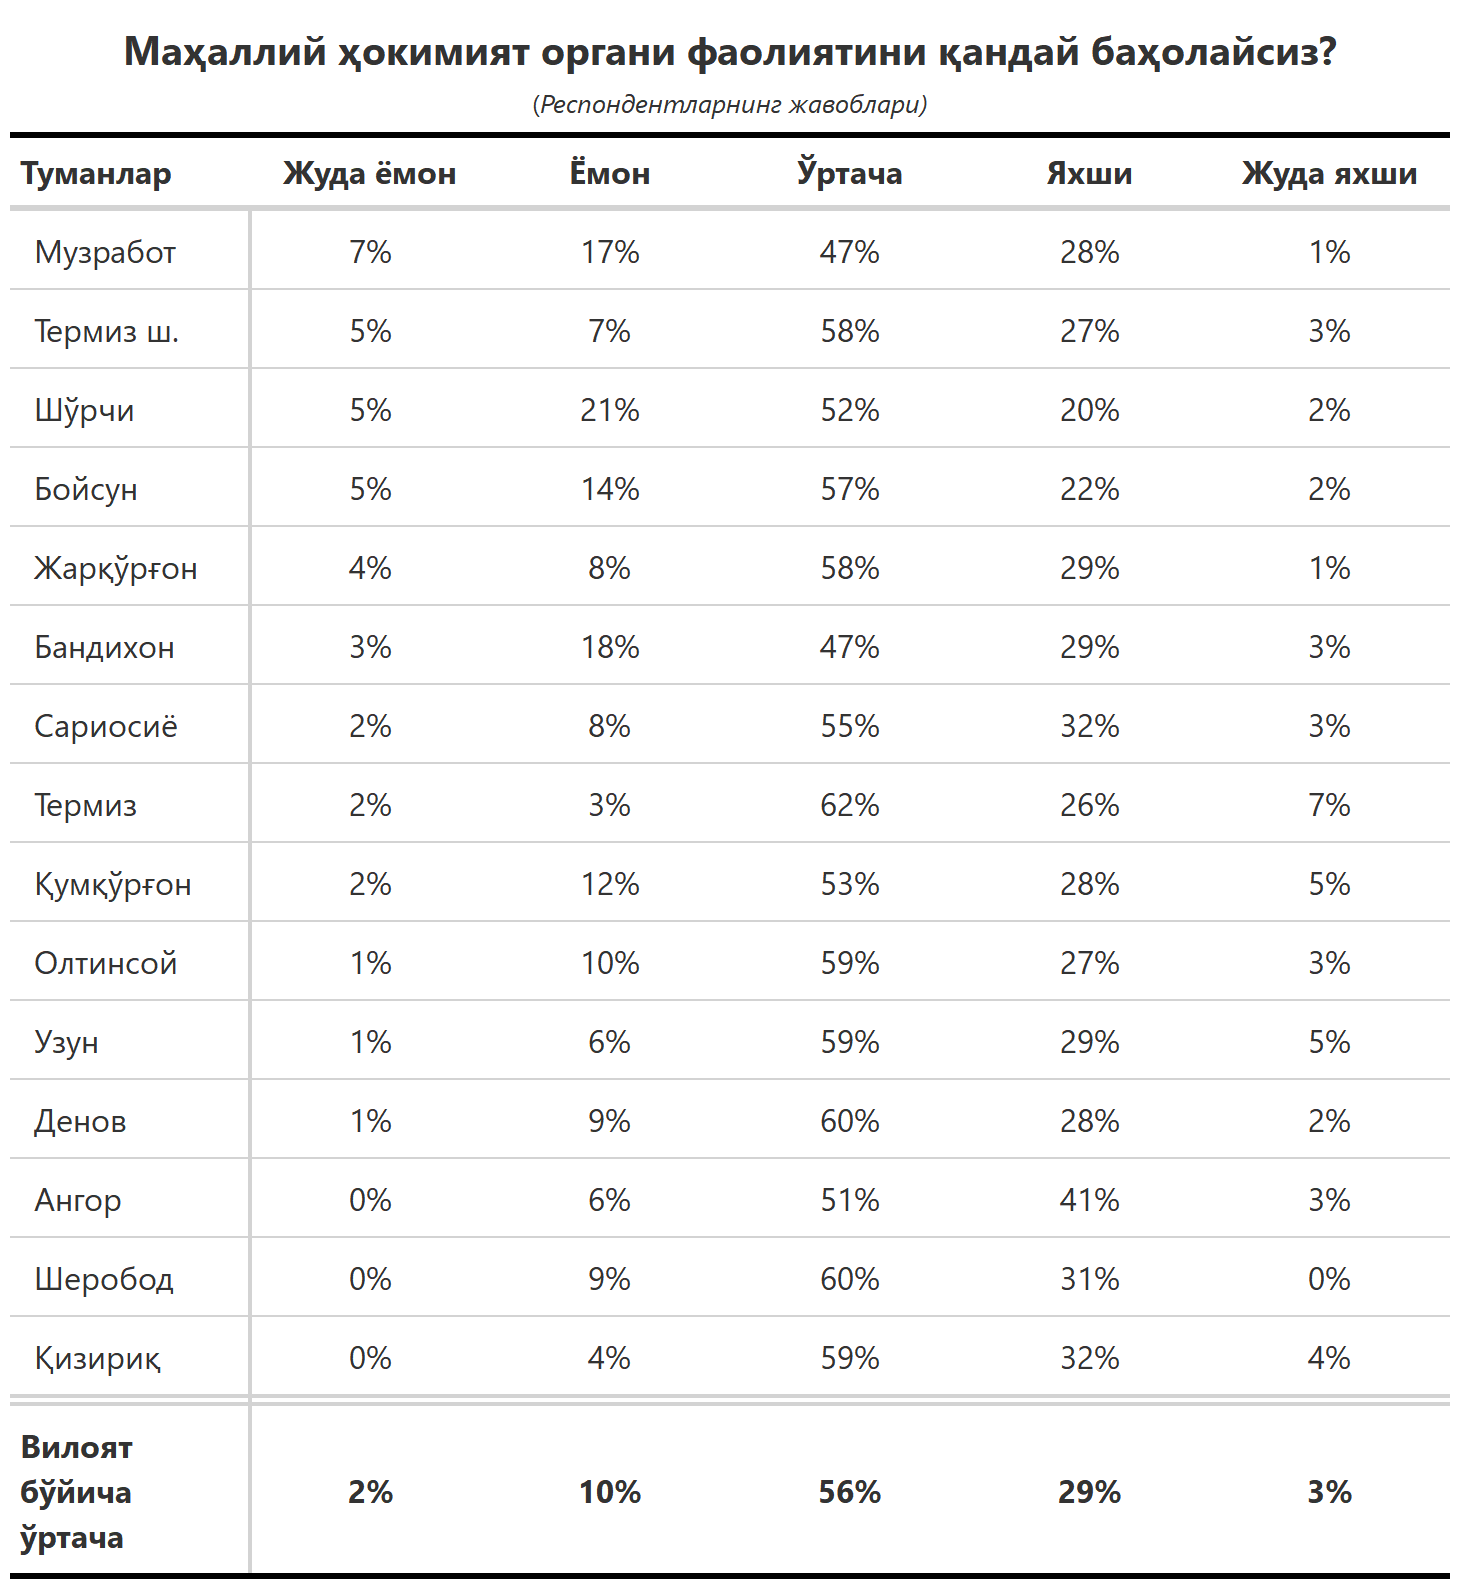 Маҳаллий ҳокимият органи фаолиятини қандай баҳолайсиз?
(Респондентларнинг жавоблари)
Туманлар Жуда ёмон Ёмон Ўртача Яхши Жуда яхши
Музработ 7% 17% 47% 28% 1%
Термиз ш. 5% 7% 58% 27% 3%
Шўрчи 5% 21% 52% 20% 2%
Бойсун 5% 14% 57% 22% 2%
Жарқўрғон 4% 8% 58% 29% 1%
Бандихон 3% 18% 47% 29% 3%
Сариосиё 2% 8% 55% 32% 3%
Термиз 2% 3% 62% 26% 7%
Қумқўрғон 2% 12% 53% 28% 5%
Олтинсой 1% 10% 59% 27% 3%
Узун 1% 6% 59% 29% 5%
Денов 1% 9% 60% 28% 2%
Ангор 0% 6% 51% 41% 3%
Шеробод 0% 9% 60% 31% 0%
Қизириқ 0% 4% 59% 32% 4%
Вилоят
бўйича 2% 10% 56% 29% 3%
ўртача